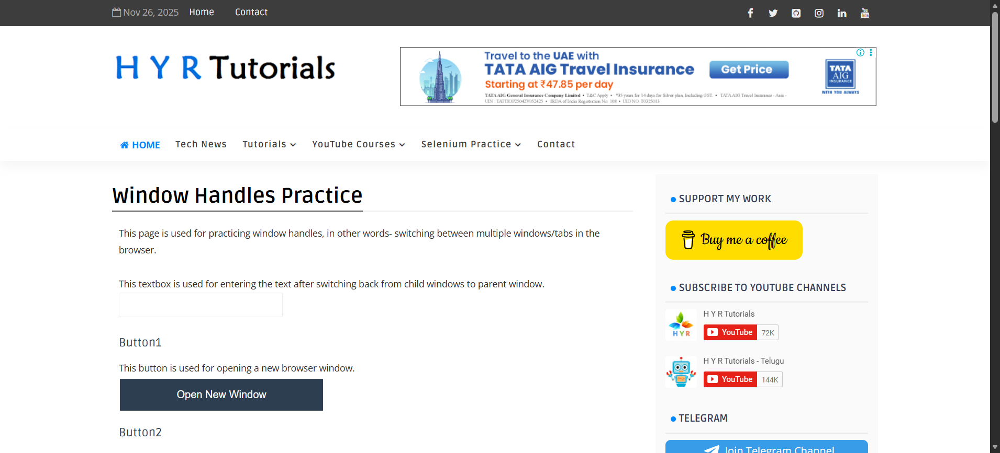 Nov 26, 2025 Home Contact
You Tube
H Y R Tutorials
Travel to the UAE with
TATA AIG Travel Insurance
Starting at ₹47.85 per day
TATA AIG General Insurance Company Limited • T&C Apply • *35 years for 14 days for Silver plan, Including GST. • TATA AIG Travel Insurance - Asia -
UIN : TATTIOP25042V052425 • IRDA of India Registration No: 108 • UID NO. T0325013
Get Price
TATA
AIG
INSURANCE
WITH YOU ALWAYS
HOME Tech News Tutorials YouTube Courses Selenium Practice Contact
Window Handles Practice
This page is used for practicing window handles, in other words- switching between multiple windows/tabs in the
browser.
This textbox is used for entering the text after switching back from child windows to parent window.
Button1
This button is used for opening a new browser window.
Open New Window
Button2
SUPPORT MY WORK
Buy me a coffee
SUBSCRIBE TO YOUTUBE CHANNELS
H Y R Tutorials
HYR
YouTube 72K
H Y R Tutorials - Telugu
YouTube 144K
TELEGRAM
Join Telegram Channel